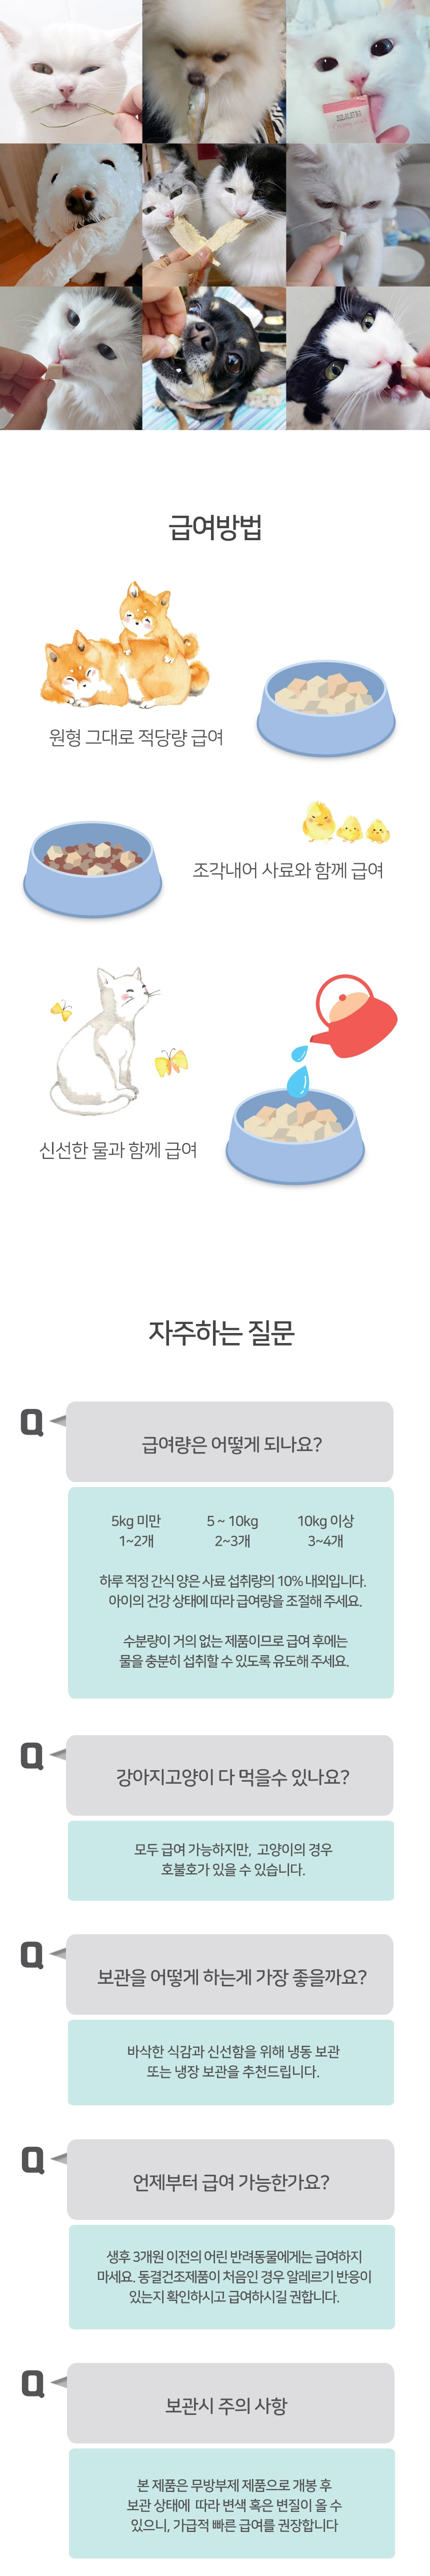 급여방법
원형 그대로 적당량 급여
조각내어 사료와 함께 급여
신선한 물과 함께 급여
자주하는 질문
Q
급여량은 어떻게 되나요?
5kg 미만 5 ~ 10kg 10kg 이상
1~2개 2~3개 3~4개
하루 적정 간식 양은 사료 섭취량의 10% 내외입니다.
아이의 건강 상태에 따라 급여량을 조절해 주세요.
수분량이 거의 없는 제품이므로 급여 후에는
물을 충분히 섭취할 수 있도록 유도해 주세요.
Q
강아지고양이 다 먹을수 있나요?
모두 급여 가능하지만, 고양이의 경우
호불호가 있을 수 있습니다.
Q
보관을 어떻게 하는게 가장 좋을까요?
바삭한 식감과 신선함을 위해 냉동 보관
또는 냉장 보관을 추천드립니다.
Q
언제부터 급여 가능한가요?
생후 3개원 이전의 어린 반려동물에게는 급여하지
마세요. 동결건조제품이 처음인 경우 알레르기 반응이
있는지 확인하시고 급여하시길 권합니다.
Q
보관시 주의 사항
본 제품은 무방부제 제품으로 개봉 후
보관 상태에 따라 변색 혹은 변질이 올 수
있으니, 가급적 빠른 급여를 권장합니다